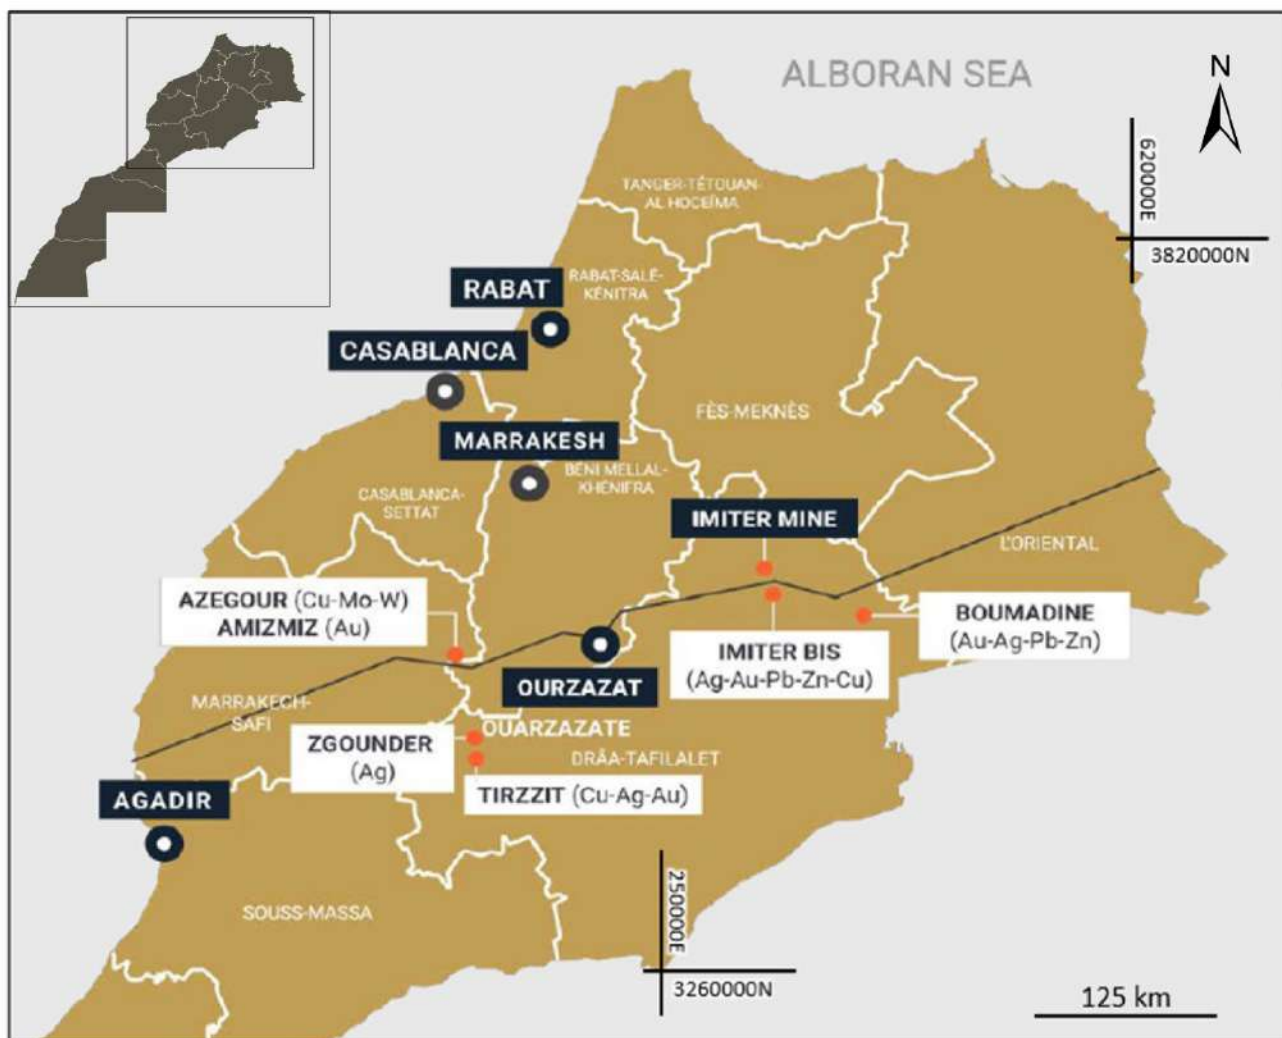 ALBORAN SEA
N
620000E
3820000N
TANGER-TÉTOUAN-
AL HOCEÏMA
RABAT-SALÉ-
KÉNITRA
RABAT
CASABLANCA
FÈS-MEKNÈS
MARRAKESH
BÉNI MELLAL-
KHÉNIFRA
CASABLANCA-
SETTAT
IMITER MINE
L'ORIENTAL
AZEGOUR (Cu-Mo-W)
AMIZMIZ (Au)
BOUMADINE
(Au-Ag-Pb-Zn)
IMITER BIS
(Ag-Au-Pb-Zn-Cu)
OURZAZAT
MARRAKECH-
SAFI
OUARZAZATE
ZGOUNDER
(Ag)
DRÂA-TAFILALET
TIRZZIT (Cu-Ag-Au)
AGADIR
SOUSS-MASSA
250000E
3260000N
125 km